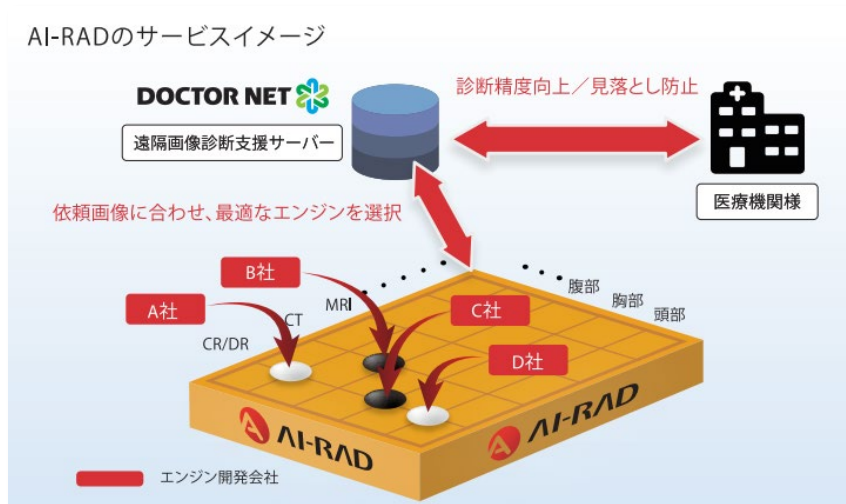 AI-RADのサービスイメージ
DOCTOR NET
診断精度向上／見落とし防止
遠隔画像診断支援サーバー
医療機関様
依頼画像に合わせ、最適なエンジンを選択
B社
A社
MRI
CT
CR/DR
C社
D社
腹部
胸部
頭部
AI-RAD
AI-RAD
エンジン開発会社